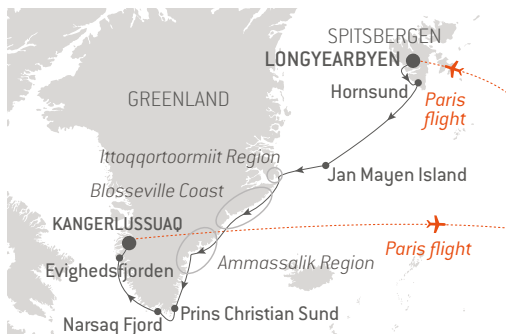 SPITSBERGEN
LONGYEARBYEN
Hornsund
Paris
flight
GREENLAND
Ittoqqortoormiit Region
Jan Mayen Island
Blosseville Coast
KANGERLUSSUAQ
Paris flight
Evighedsfjorden
Ammassalik Region
Prins Christian Sund
Narsaq Fjord